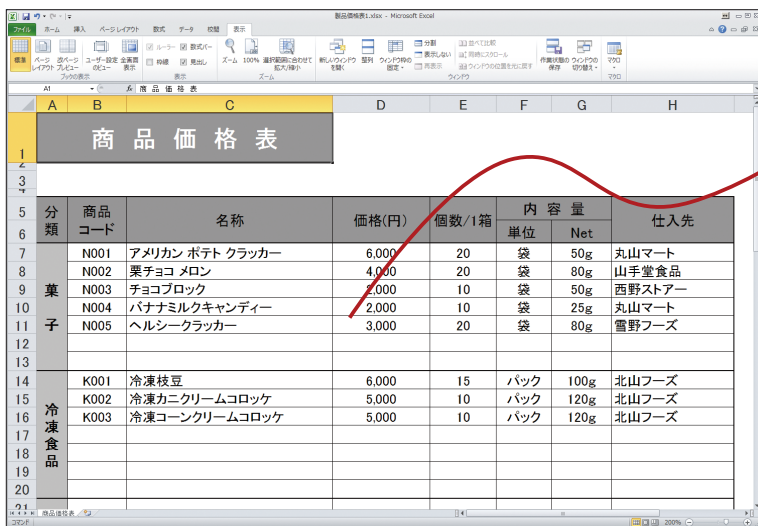 製品価格表1.xlsx - Microsoft Excel
ファイル ホーム 挿入 ページ レイアウト 数式 データ 校閲 表示
標準 ページ レイアウト 改ページ プレビュー ユーザー設定のビュー 全画面表示 ルーラー 数式バー 枠線 見出し ズーム 100% 選択範囲に合わせて拡大/縮小 新しいウィンドウを開く 整列 ウィンドウ枠の固定 分割 表示しない 再表示 並べて比較 同時にスクロール ウィンドウの位置を元に戻す 作業状態の保存 ウィンドウの切り替え マクロ
ブックの表示 表示 ズーム ウィンドウ マクロ
A1 fx 商 品 価 格 表
A B C D E F G H
1 商 品 価 格 表
2
3
4
5 分類 商品コード 名称 価格(円) 個数/1箱 内 容 量 仕入先
6 単位 Net
7 N001 アメリカン ポテト クラッカー 6,000 20 袋 50g 丸山マート
8 N002 栗チョコ メロン 4,000 20 袋 80g 山手堂食品
9 菓 N003 チョコブロック 2,000 10 袋 50g 西野ストアー
10 N004 バナナミルクキャンディー 2,000 10 袋 25g 丸山マート
11 子 N005 ヘルシークラッカー 3,000 20 袋 80g 雪野フーズ
12
13
14 K001 冷凍枝豆 6,000 15 パック 100g 北山フーズ
15 K002 冷凍カニクリームコロッケ 5,000 10 パック 120g 北山フーズ
16 冷 K003 冷凍コーンクリームコロッケ 5,000 10 パック 120g 北山フーズ
17 凍
18 食
19 品
20
21
商品価格表
コマンド 200%